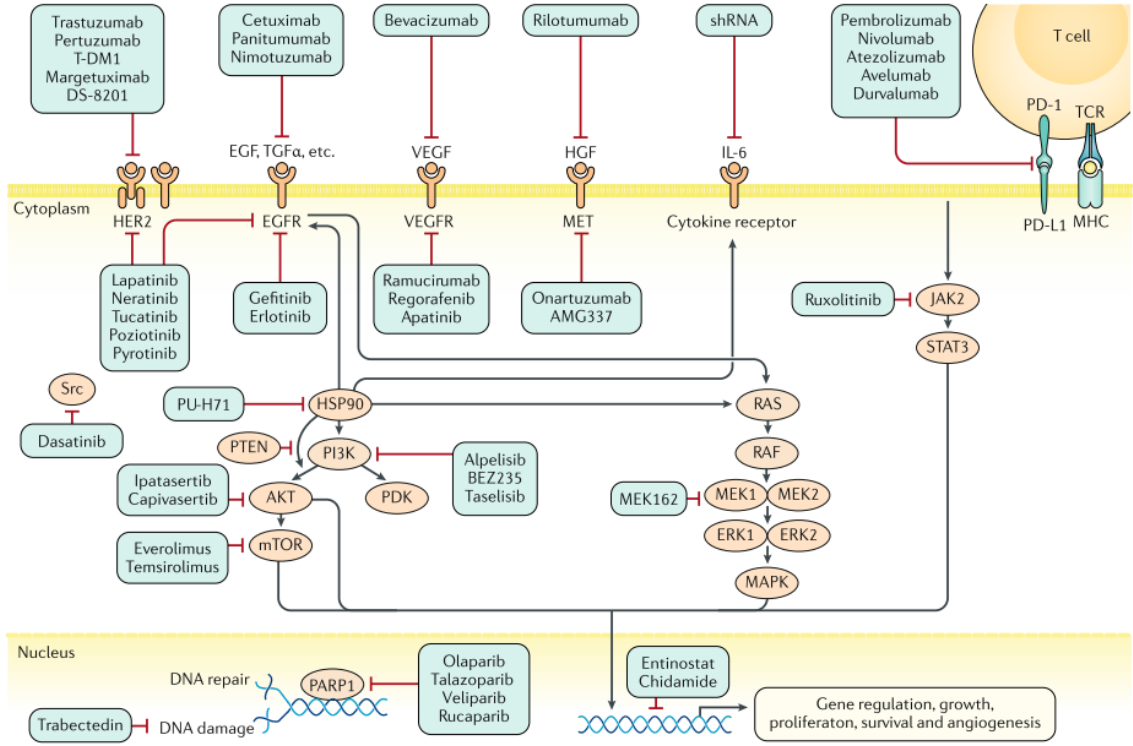 Trastuzumab
Pertuzumab
T-DM1
Margetuximab
DS-8201
Cetuximab
Panitumumab
Nimotuzumab
Bevacizumab
Rilotumumab
shRNA
Pembrolizumab
Nivolumab
Atezolizumab
Avelumab
Durvalumab
T cell
PD-1
TCR
EGF, TGFα, etc.
VEGF
HGF
IL-6
Cytoplasm
HER2
EGFR
VEGFR
MET
Cytokine receptor
PD-L1
MHC
Lapatinib
Neratinib
Tucatinib
Poziotinib
Pyrotinib
Gefitinib
Erlotinib
Ramucirumab
Regorafenib
Apatinib
Onartuzumab
AMG337
Ruxolitinib
JAK2
STAT3
Src
Dasatinib
PU-H71
HSP90
RAS
PTEN
PI3K
Alpelisib
BEZ235
Taselisib
RAF
Ipatasertib
Capivasertib
AKT
PDK
MEK162
MEK1
MEK2
Everolimus
Temsirolimus
mTOR
ERK1
ERK2
MAPK
Nucleus
DNA repair
PARP1
Olaparib
Talazoparib
Veliparib
Rucaparib
Entinostat
Chidamide
Trabectedin
DNA damage
Gene regulation, growth,
proliferaton, survival and angiogenesis